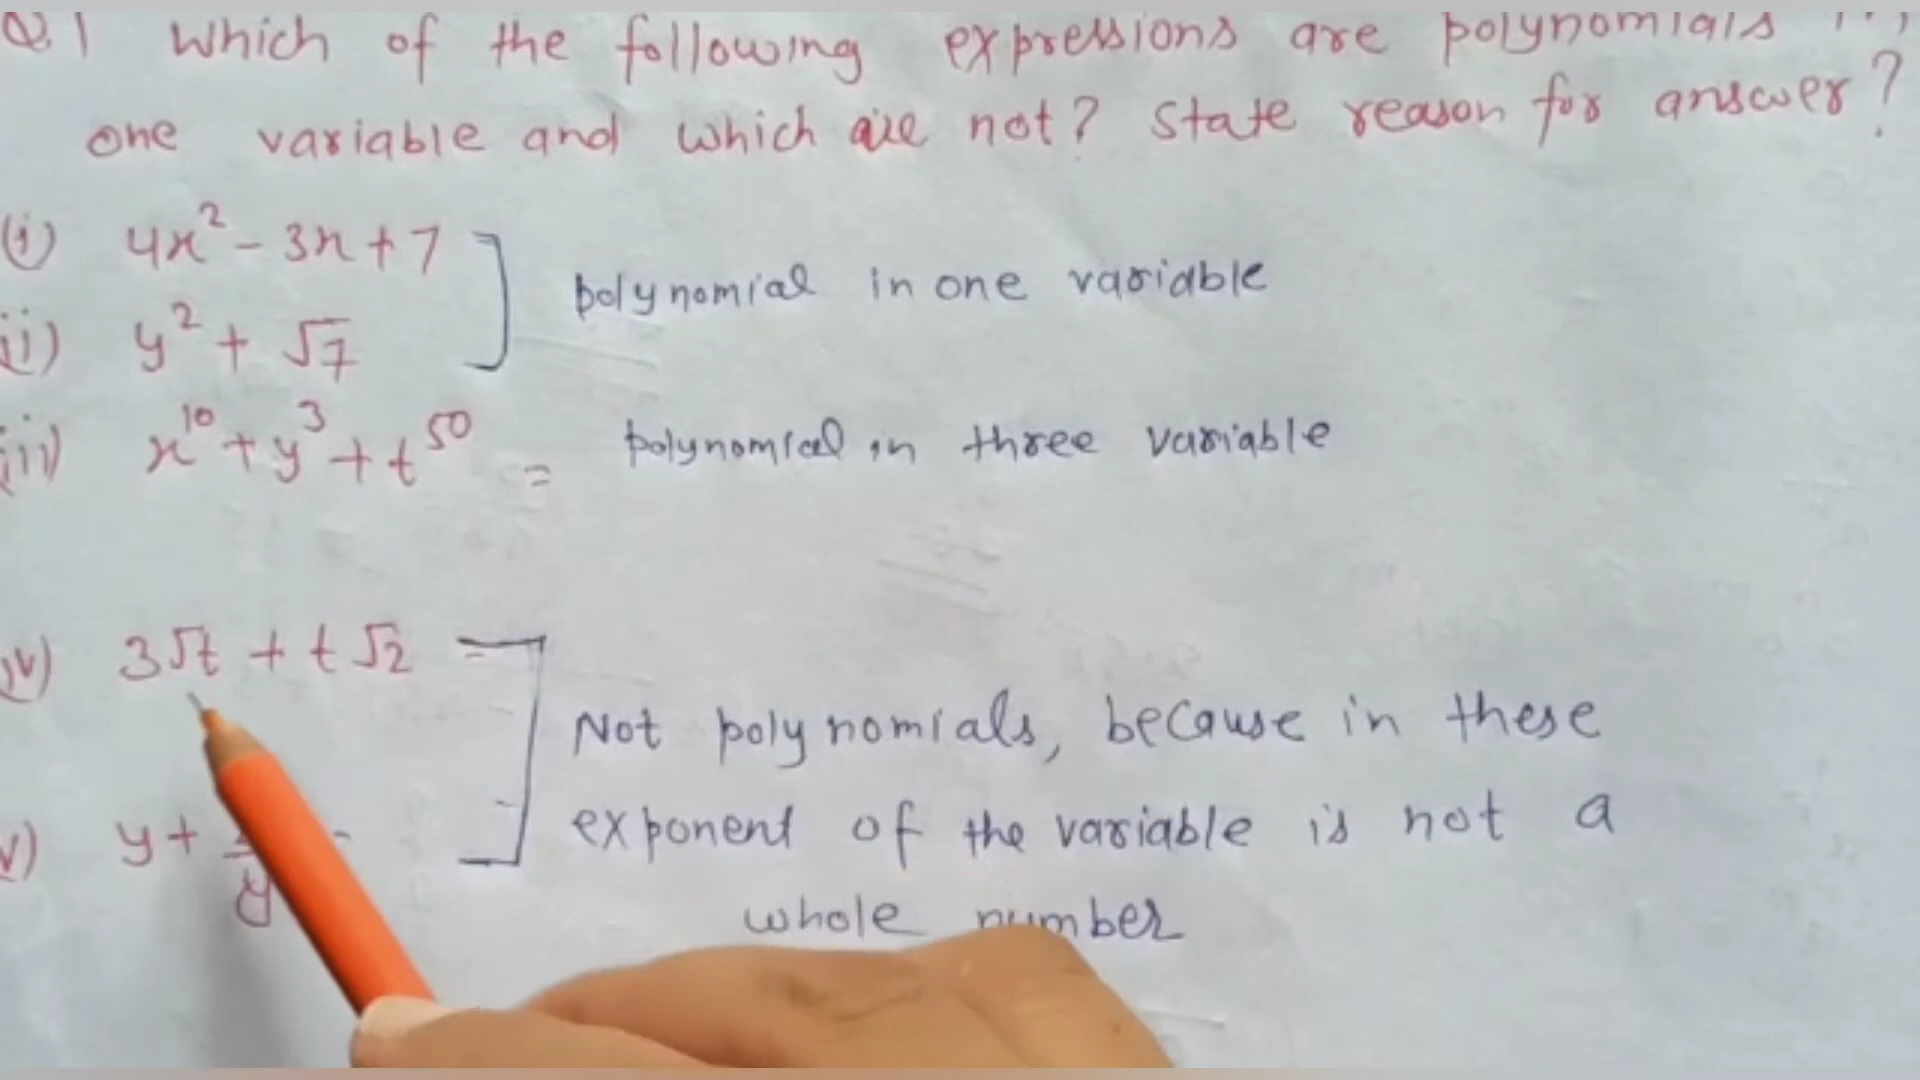 Q.1 Which of the following expressions are polynomials in
one variable and which are not? State reason for answer?
(i) 4x² - 3x + 7
polynomial in one variable
ii) y² + √7
iii) x¹⁰ + y³ + t⁵⁰ = polynomial in three variable
iv) 3√t + t√2 =
Not polynomials, because in these
v) y +
exponent of the variable is not a
y
whole number